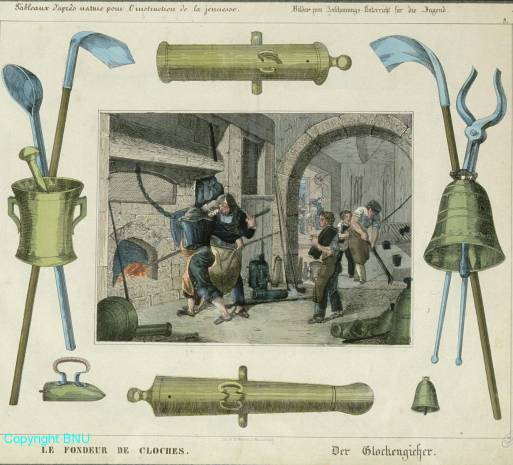 Tableaux d'après nature pour l'instruction de la jeunesse.
Bilder zum Anschauungs-Unterricht für die Jugend.
Copyright BNU
LE FONDEUR DE CLOCHES.
Der Glockengießer.